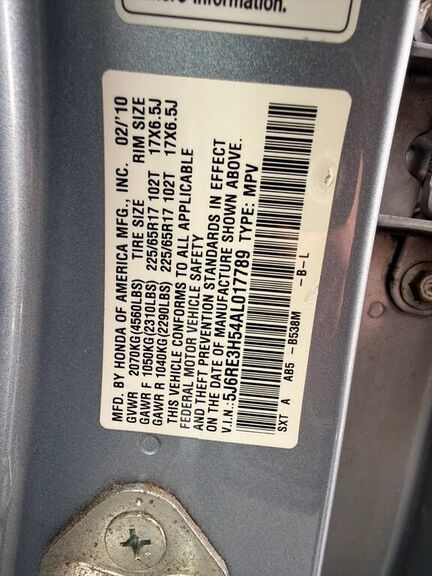 more information.
MFD. BY HONDA OF AMERICA MFG., INC. 02/'10
GVWR 2070KG(4560LBS) TIRE SIZE RIM SIZE
GAWR F 1050KG(2310LBS) 225/65R17 102T 17X6.5J
GAWR R 1040KG(2290LBS) 225/65R17 102T 17X6.5J
THIS VEHICLE CONFORMS TO ALL APPLICABLE
FEDERAL MOTOR VEHICLE SAFETY
AND THEFT PREVENTION STANDARDS IN EFFECT
ON THE DATE OF MANUFACTURE SHOWN ABOVE.
V.I.N.: 5J6RE3H54AL017789 TYPE: MPV
SXT A AB5 -B538M -B-L